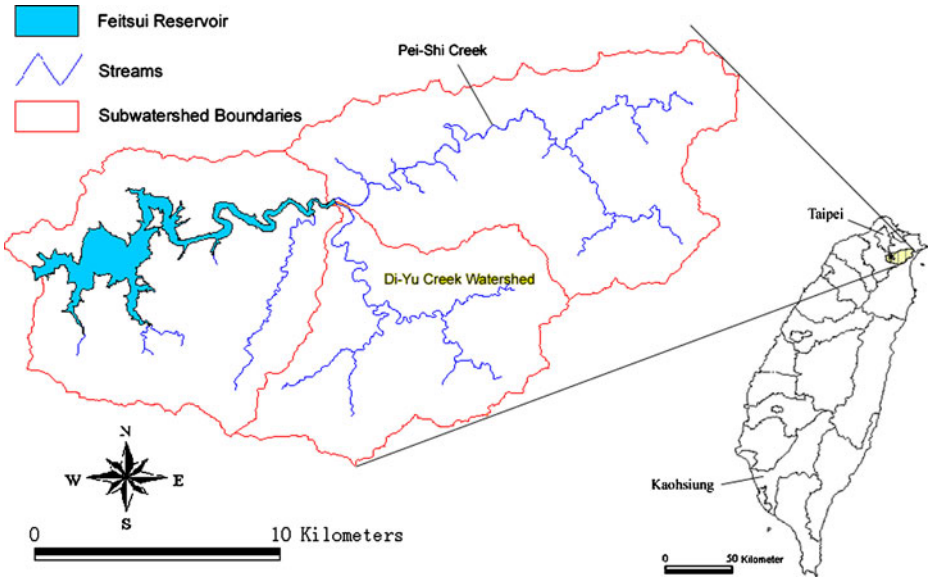 Feitsui Reservoir
Streams
Subwatershed Boundaries
Pei-Shi Creek
Di-Yu Creek Watershed
Taipei
Kaohsiung
N
W E
S
0 10 Kilometers
0 50 Kilometer